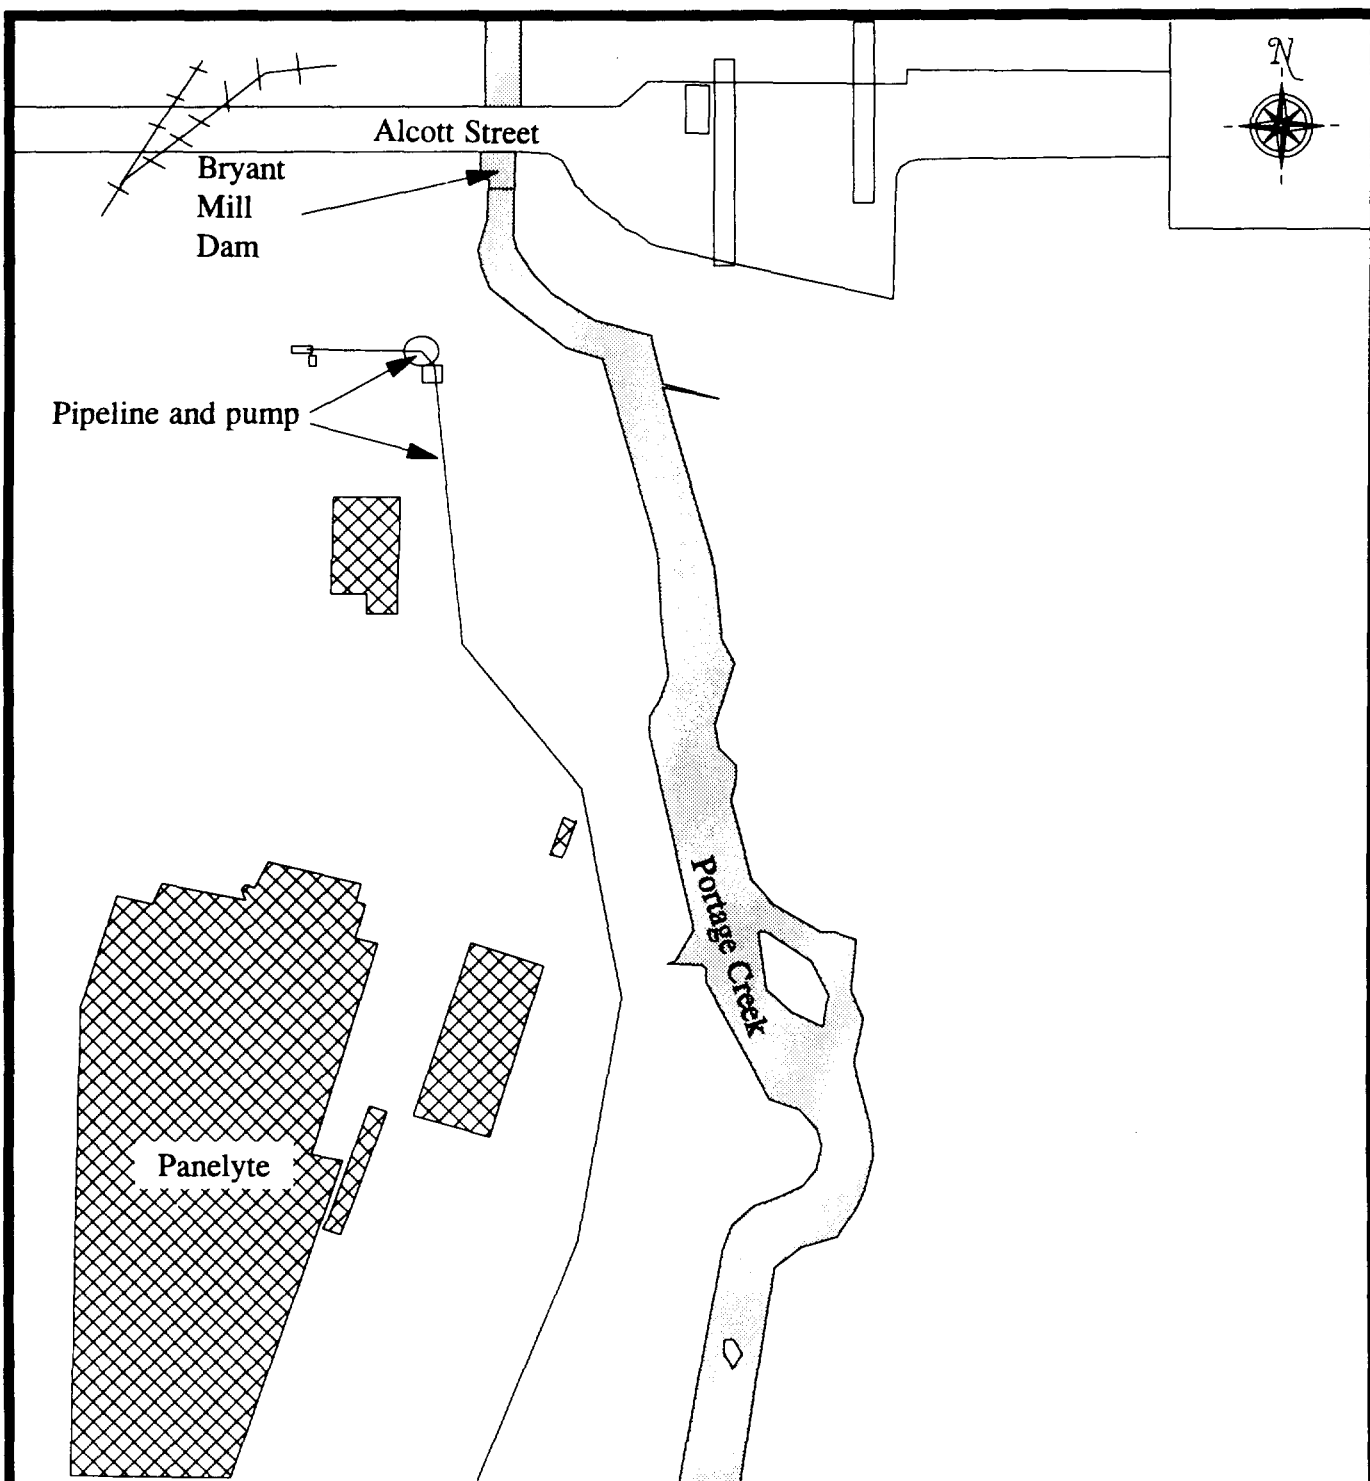 N
Alcott Street
Bryant
Mill
Dam
Pipeline and pump
Portage Creek
Panelyte